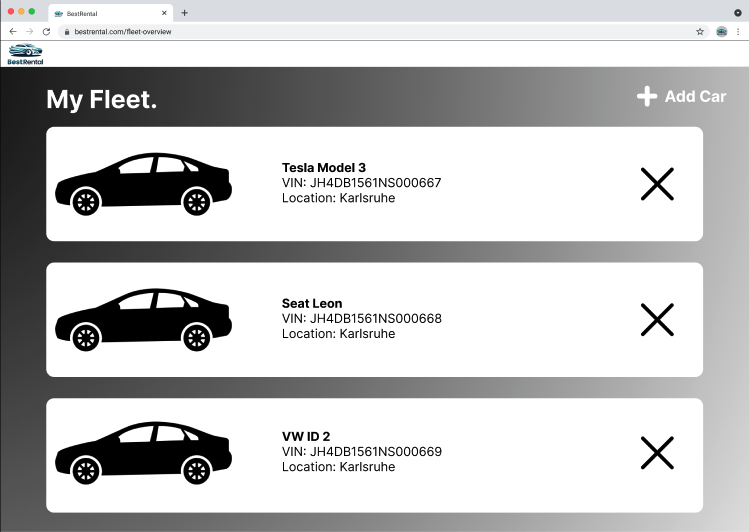 BestRental
bestrental.com/fleet-overview
BestRental
My Fleet.
Add Car
Tesla Model 3
VIN: JH4DB1561NS000667
Location: Karlsruhe
Seat Leon
VIN: JH4DB1561NS000668
Location: Karlsruhe
VW ID 2
VIN: JH4DB1561NS000669
Location: Karlsruhe